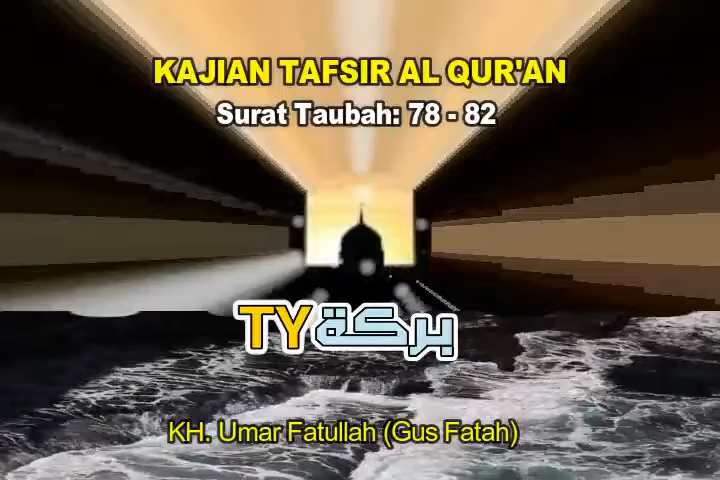 KAJIAN TAFSIR AL QUR'AN
Surat Taubah: 78 - 82
TY بركة
KH. Umar Fatullah (Gus Fatah)